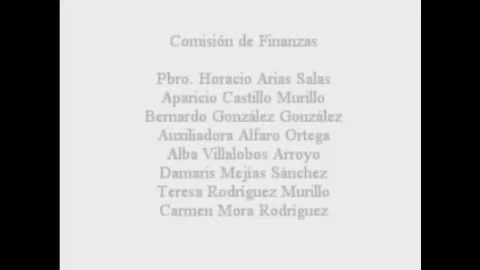 Comisión de Finanzas
Pbro. Horacio Arias Salas
Aparicio Castillo Murillo
Bernardo González González
Auxiliadora Alfaro Ortega
Alba Villalobos Arroyo
Damaris Mejías Sánchez
Teresa Rodríguez Murillo
Carmen Mora Rodríguez